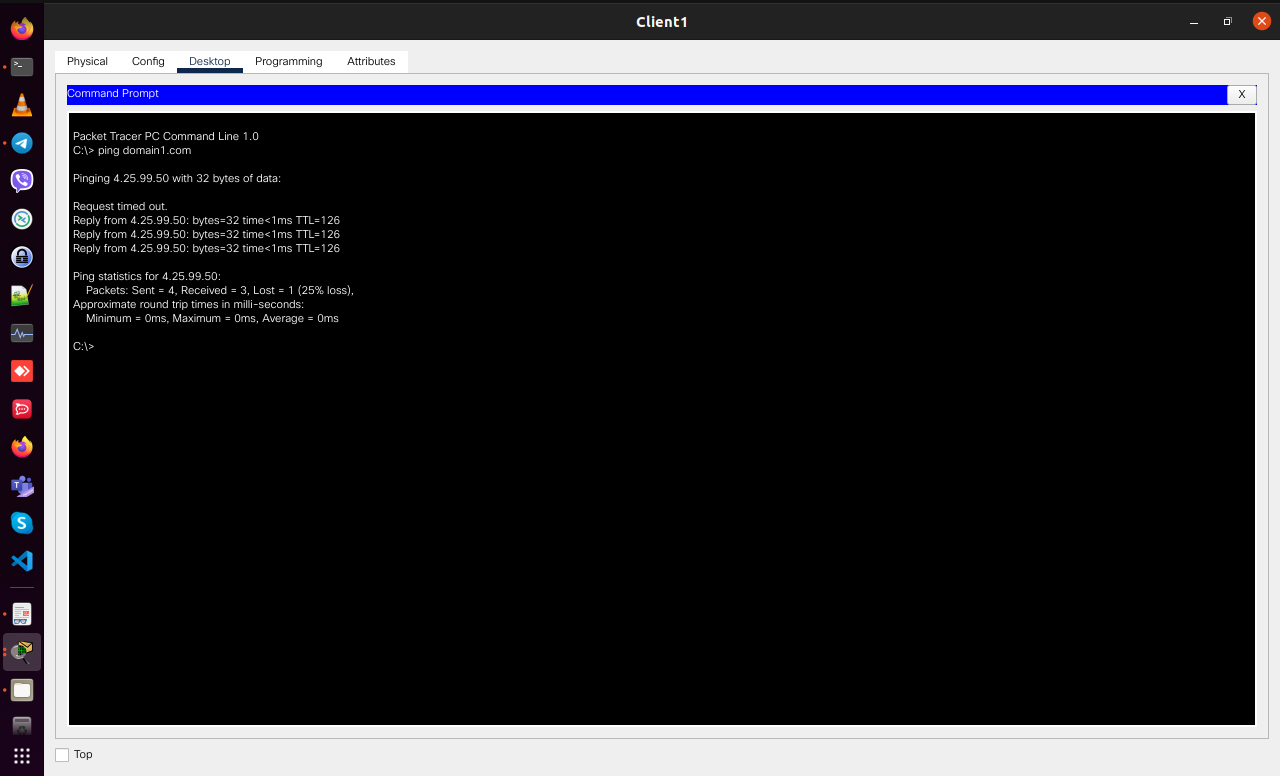 Client1
Physical Config Desktop Programming Attributes
Command Prompt X
Packet Tracer PC Command Line 1.0
C:\> ping domain1.com
Pinging 4.25.99.50 with 32 bytes of data:
Request timed out.
Reply from 4.25.99.50: bytes=32 time<1ms TTL=126
Reply from 4.25.99.50: bytes=32 time<1ms TTL=126
Reply from 4.25.99.50: bytes=32 time<1ms TTL=126
Ping statistics for 4.25.99.50:
Packets: Sent = 4, Received = 3, Lost = 1 (25% loss),
Approximate round trip times in milli-seconds:
Minimum = 0ms, Maximum = 0ms, Average = 0ms
C:\>
Top